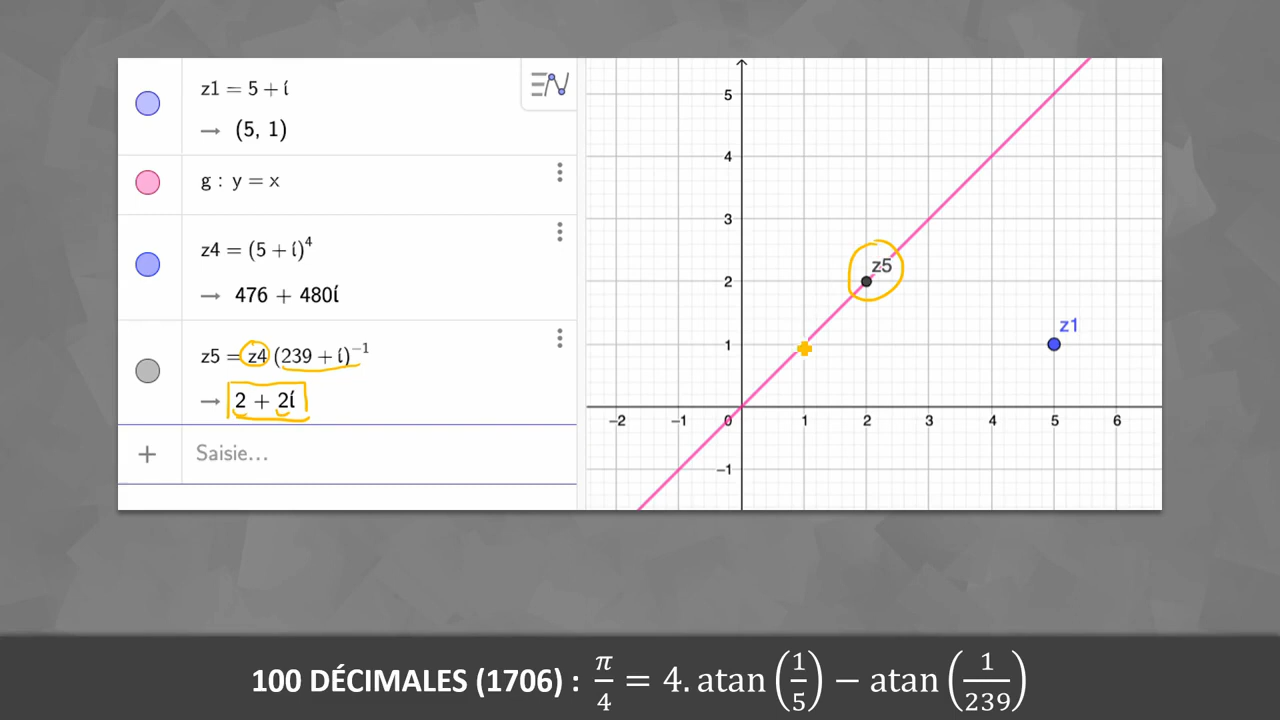 z1 = 5 + í
→ (5, 1)
g : y = x
z4 = (5 + í)⁴
→ 476 + 480í
z5 = z4 (239 + í)⁻¹
→ 2 + 2í
+ Saisie…
5
4
3
2
1
−1
−2 −1 0 1 2 3 4 5 6
z5
z1
100 DÉCIMALES (1706) : π/4 = 4. atan (1/5) − atan (1/239)